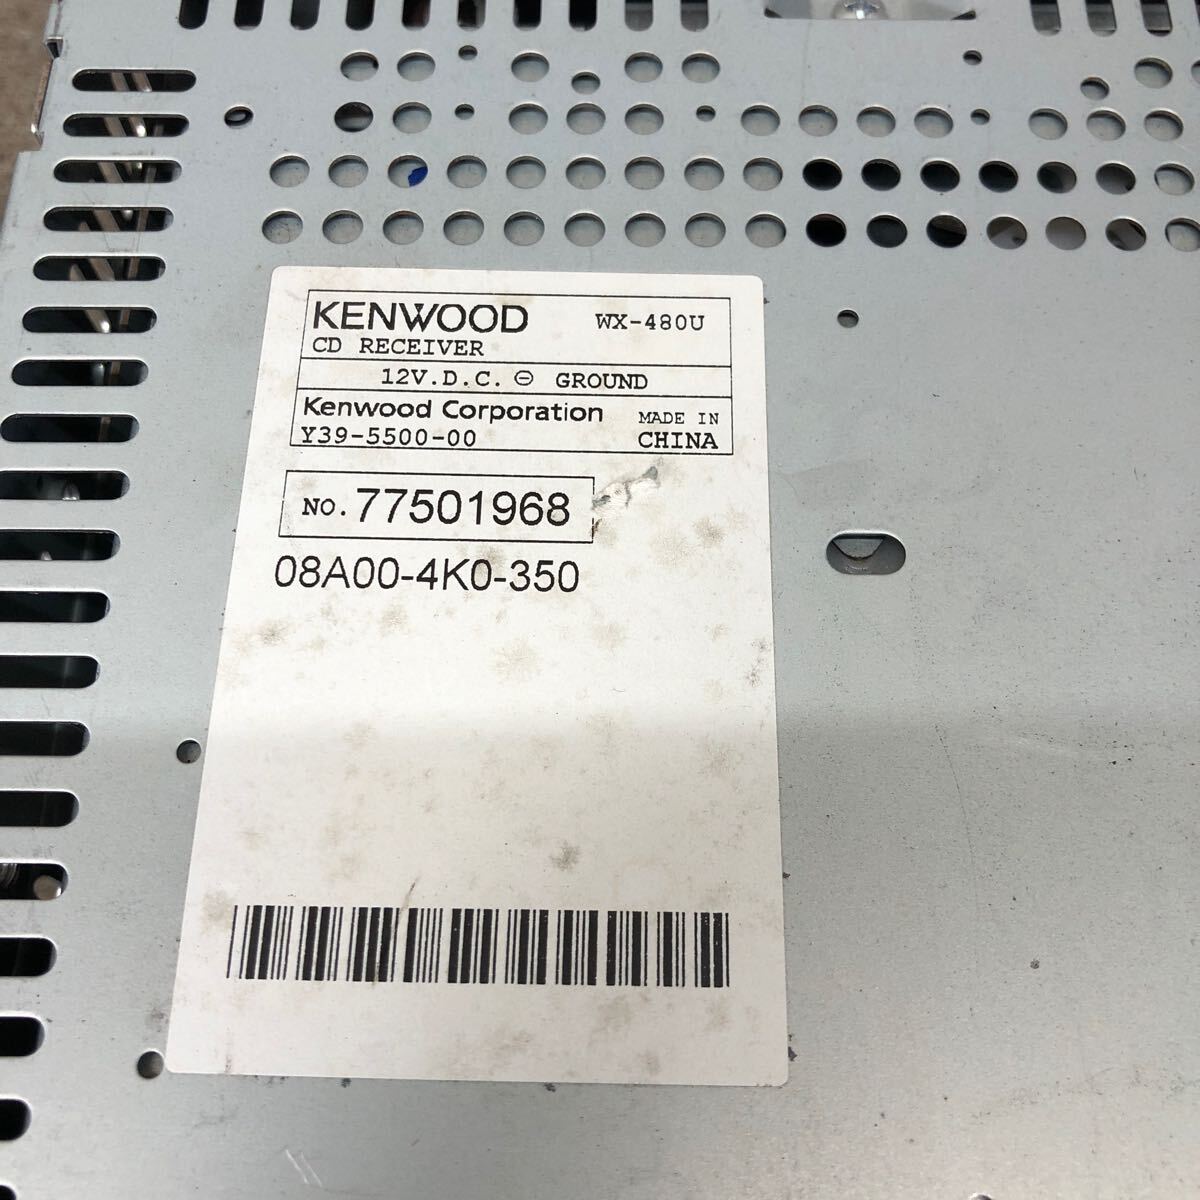 KENWOOD WX-480U
CD RECEIVER
12V.D.C. ⊖ GROUND
Kenwood Corporation MADE IN
Y39-5500-00 CHINA
NO. 77501968
08A00-4K0-350